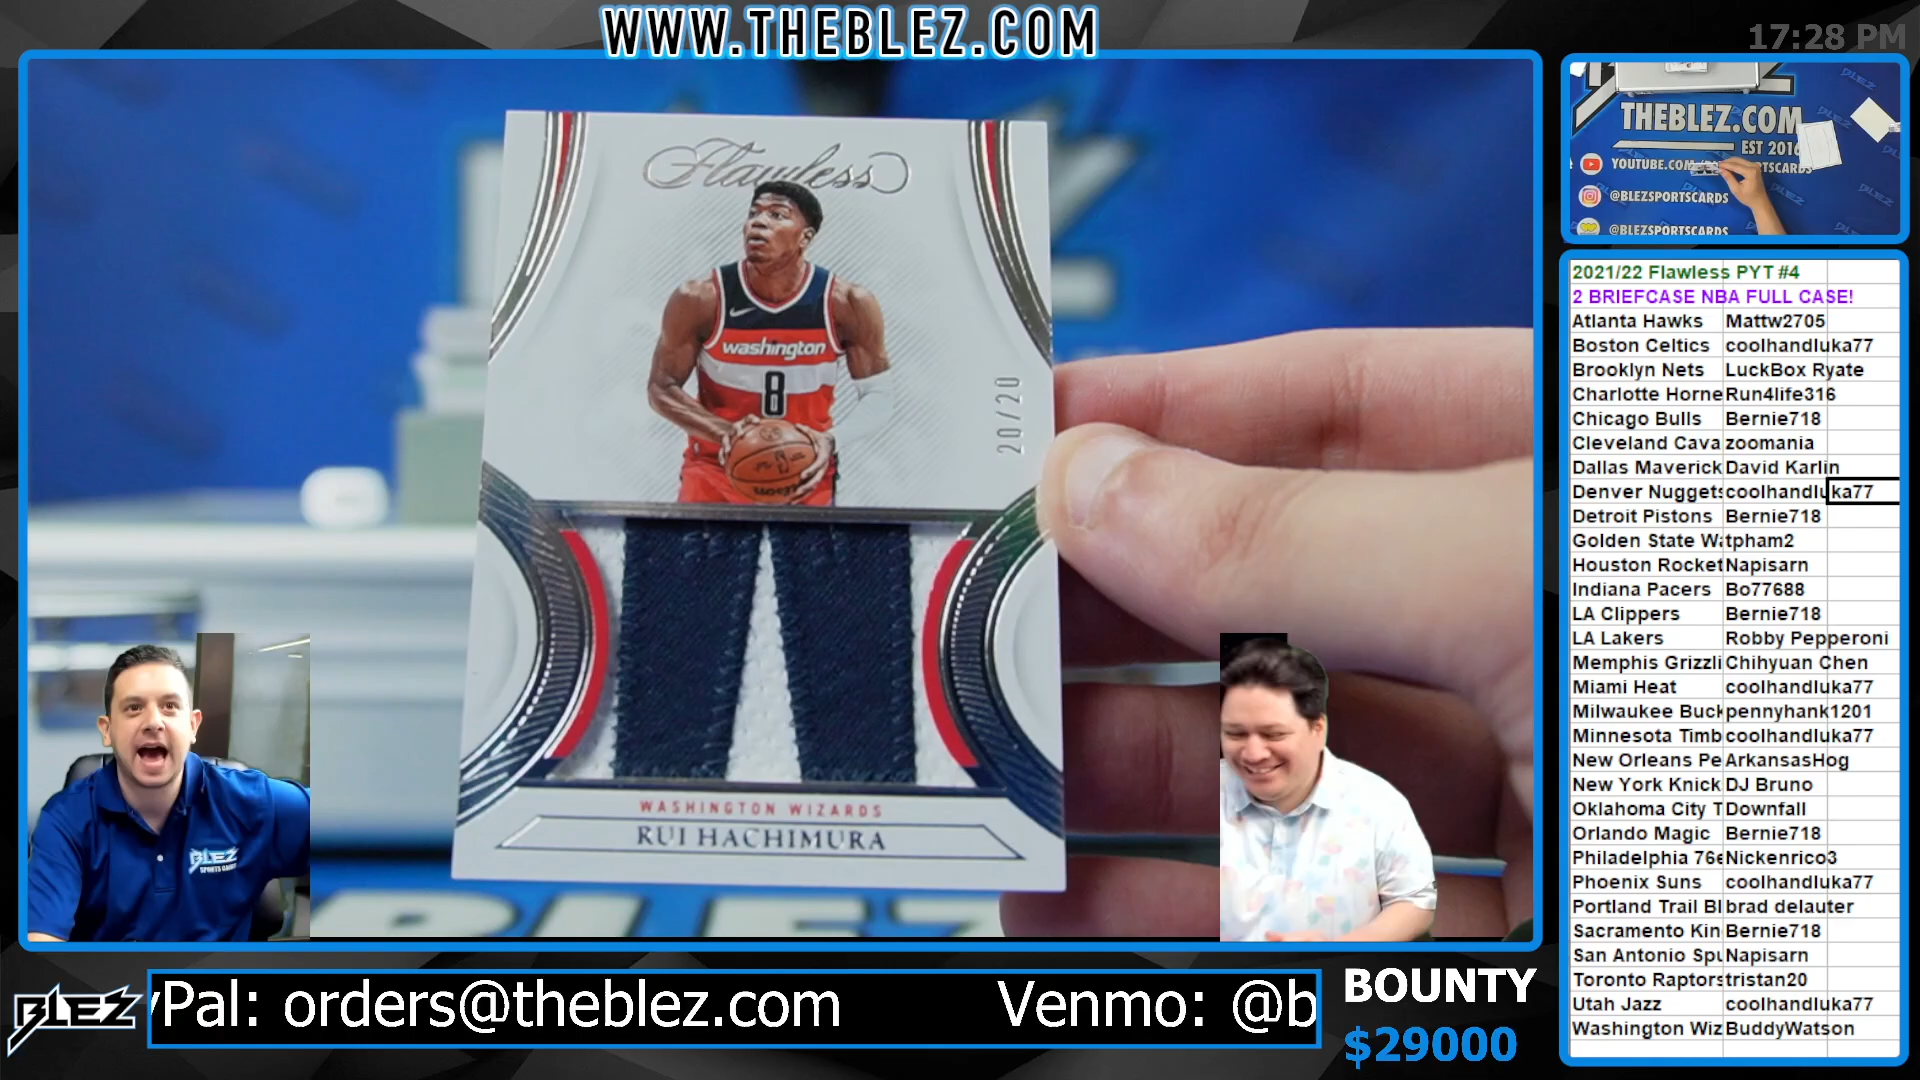 WWW.THEBLEZ.COM
17:28 PM
Flawless
washington
8
20/20
WASHINGTON WIZARDS
RUI HACHIMURA
BLEZ
SPORTS CARDS
THEBLEZ.COM
EST 2016
YOUTUBE.COM
RTSCARDS
@BLEZSPORTSCARDS
@BLEZSPORTSCARDS
2021/22 Flawless PYT #4
2 BRIEFCASE NBA FULL CASE!
Atlanta Hawks Mattw2705
Boston Celtics coolhandluka77
Brooklyn Nets LuckBox Ryate
Charlotte Horne Run4life316
Chicago Bulls Bernie718
Cleveland Cava zoomania
Dallas Maverick David Karlin
Denver Nuggets coolhandluka77
Detroit Pistons Bernie718
Golden State Wa tpham2
Houston Rocket Napisarn
Indiana Pacers Bo77688
LA Clippers Bernie718
LA Lakers Robby Pepperoni
Memphis Grizzli Chihyuan Chen
Miami Heat coolhandluka77
Milwaukee Buck pennyhank1201
Minnesota Timb coolhandluka77
New Orleans Pe ArkansasHog
New York Knick DJ Bruno
Oklahoma City T Downfall
Orlando Magic Bernie718
Philadelphia 76e Nickenrico3
Phoenix Suns coolhandluka77
Portland Trail Bl brad delauter
Sacramento Kin Bernie718
San Antonio Spu Napisarn
Toronto Raptors tristan20
Utah Jazz coolhandluka77
Washington Wiz BuddyWatson
BLEZ
yPal: orders@theblez.com Venmo: @b
BOUNTY
$29000